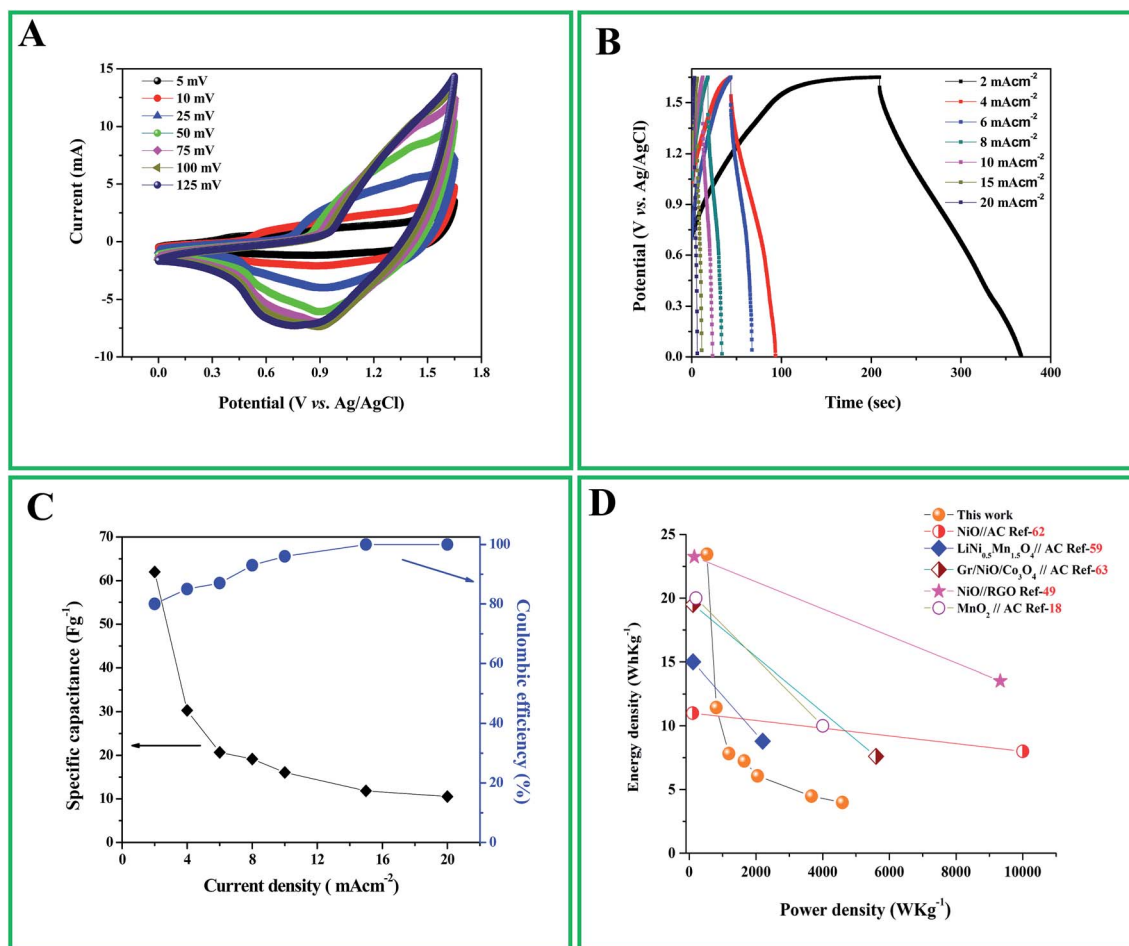 A
15
10
5
0
-5
-10
Current (mA)
5 mV
10 mV
25 mV
50 mV
75 mV
100 mV
125 mV
0.0 0.3 0.6 0.9 1.2 1.5 1.8
Potential (V vs. Ag/AgCl)
B
1.5
1.2
0.9
0.6
0.3
0.0
Potential (V vs. Ag/AgCl)
2 mAcm⁻²
4 mAcm⁻²
6 mAcm⁻²
8 mAcm⁻²
10 mAcm⁻²
15 mAcm⁻²
20 mAcm⁻²
0 100 200 300 400
Time (sec)
C
70
60
50
40
30
20
10
0
Specific capacitance (Fg⁻¹)
100
80
60
40
20
0
Coulombic efficiency (%)
0 4 8 12 16 20
Current density ( mAcm⁻²)
D
This work
NiO//AC Ref-62
LiNi₀.₅Mn₁.₅O₄// AC Ref-59
Gr/NiO/Co₃O₄ // AC Ref-63
NiO//RGO Ref-49
MnO₂ // AC Ref-18
25
20
15
10
5
0
Energy density (WhKg⁻¹)
0 2000 4000 6000 8000 10000
Power density (WKg⁻¹)